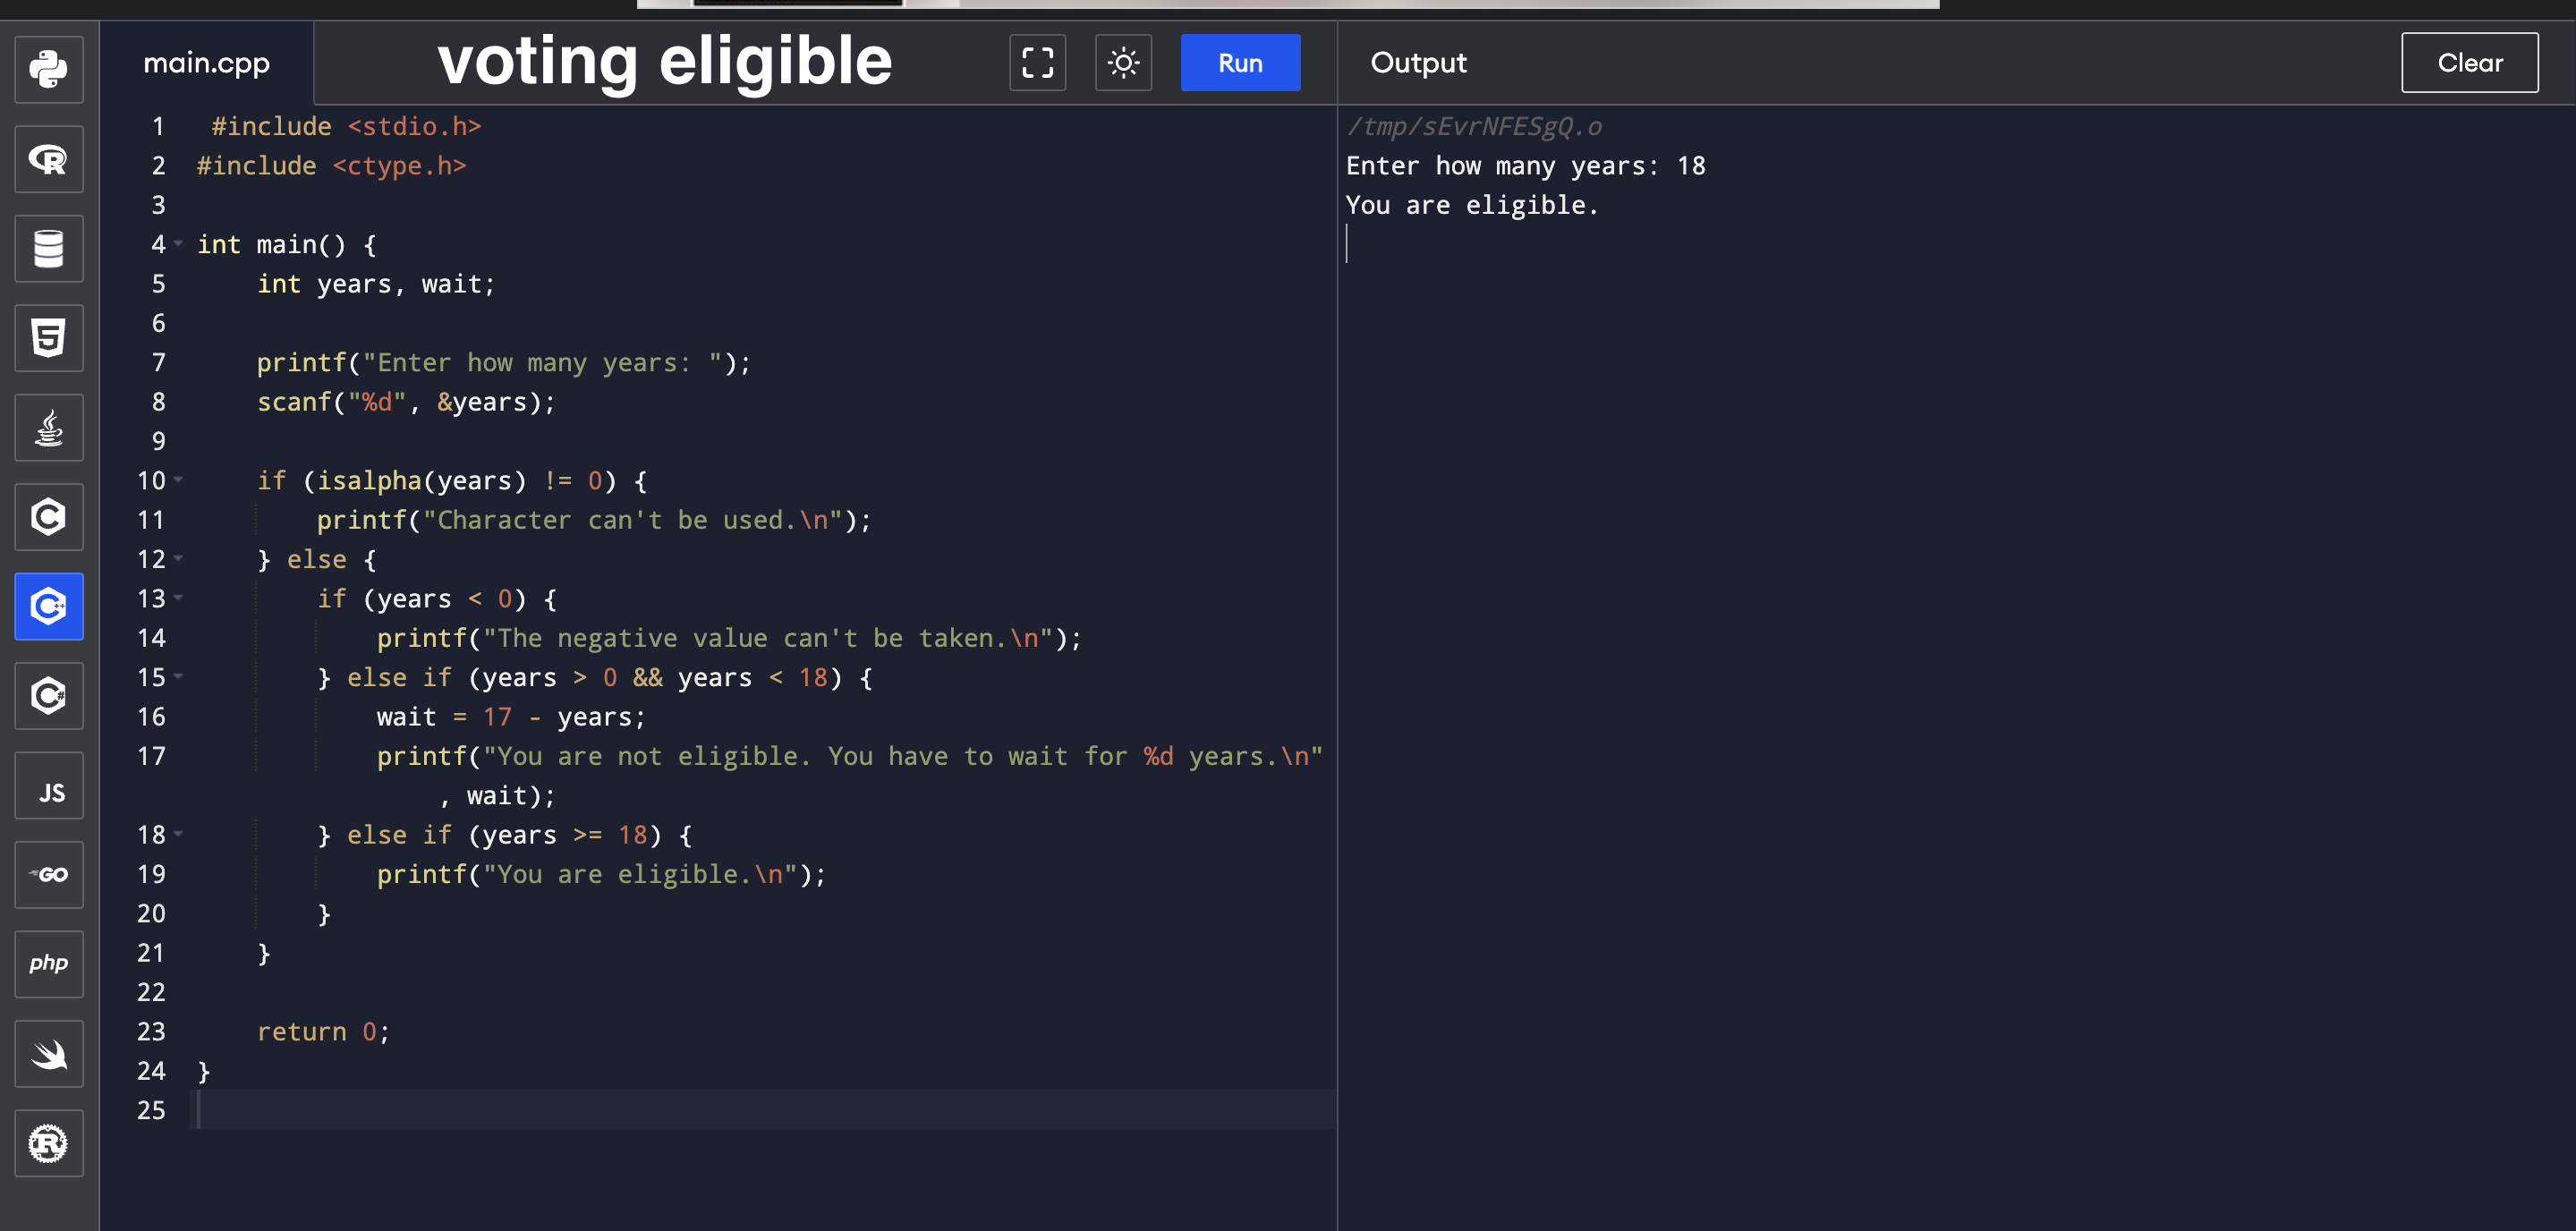 main.cpp
voting eligible
Run
Output
Clear
1 #include <stdio.h>
2 #include <ctype.h>
3
4 int main() {
5 int years, wait;
6
7 printf("Enter how many years: ");
8 scanf("%d", &years);
9
10 if (isalpha(years) != 0) {
11 printf("Character can't be used.\n");
12 } else {
13 if (years < 0) {
14 printf("The negative value can't be taken.\n");
15 } else if (years > 0 && years < 18) {
16 wait = 17 - years;
17 printf("You are not eligible. You have to wait for %d years.\n"
, wait);
18 } else if (years >= 18) {
19 printf("You are eligible.\n");
20 }
21 }
22
23 return 0;
24 }
25
/tmp/sEvrNFESgQ.o
Enter how many years: 18
You are eligible.
R
5
C
C++
C#
JS
GO
php
R